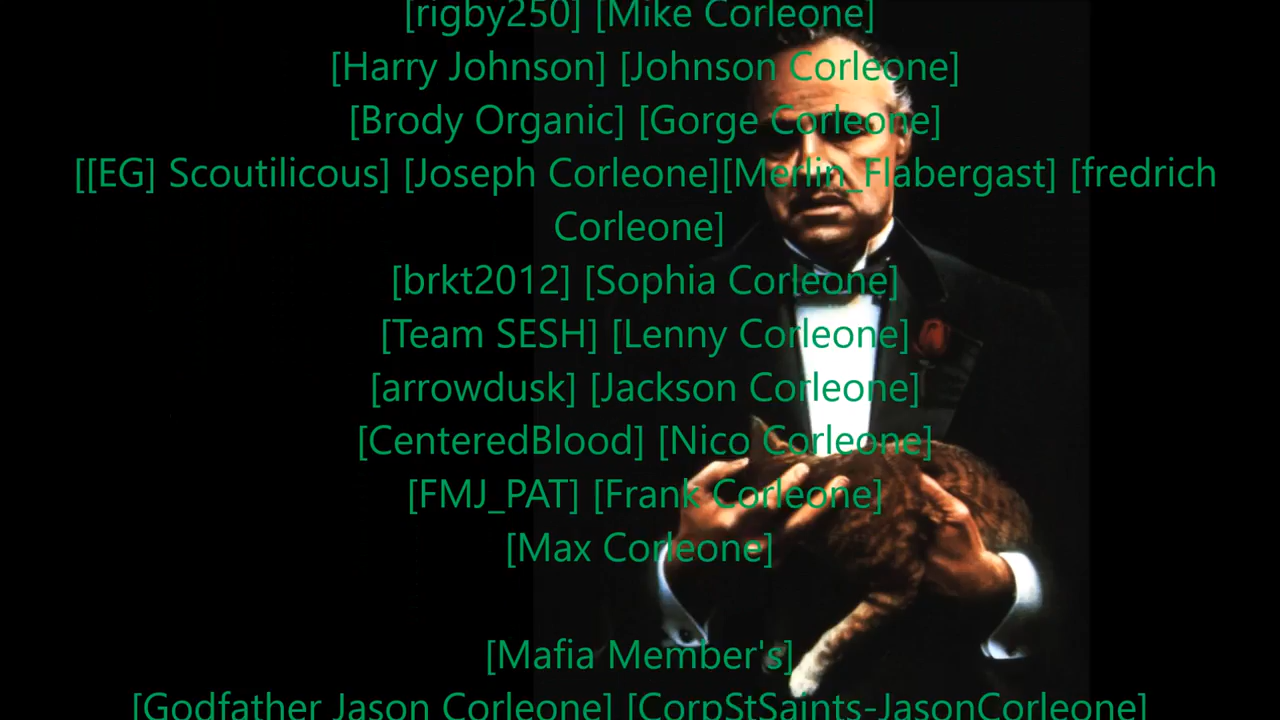 [rigby250] [Mike Corleone]
[Harry Johnson] [Johnson Corleone]
[Brody Organic] [Gorge Corleone]
[[EG] Scoutilicous] [Joseph Corleone][Merlin_Flabergast] [fredrich
Corleone]
[brkt2012] [Sophia Corleone]
[Team SESH] [Lenny Corleone]
[arrowdusk] [Jackson Corleone]
[CenteredBlood] [Nico Corleone]
[FMJ_PAT] [Frank Corleone]
[Max Corleone]
[Mafia Member's]
[Godfather Jason Corleone] [CorpStSaints-JasonCorleone]